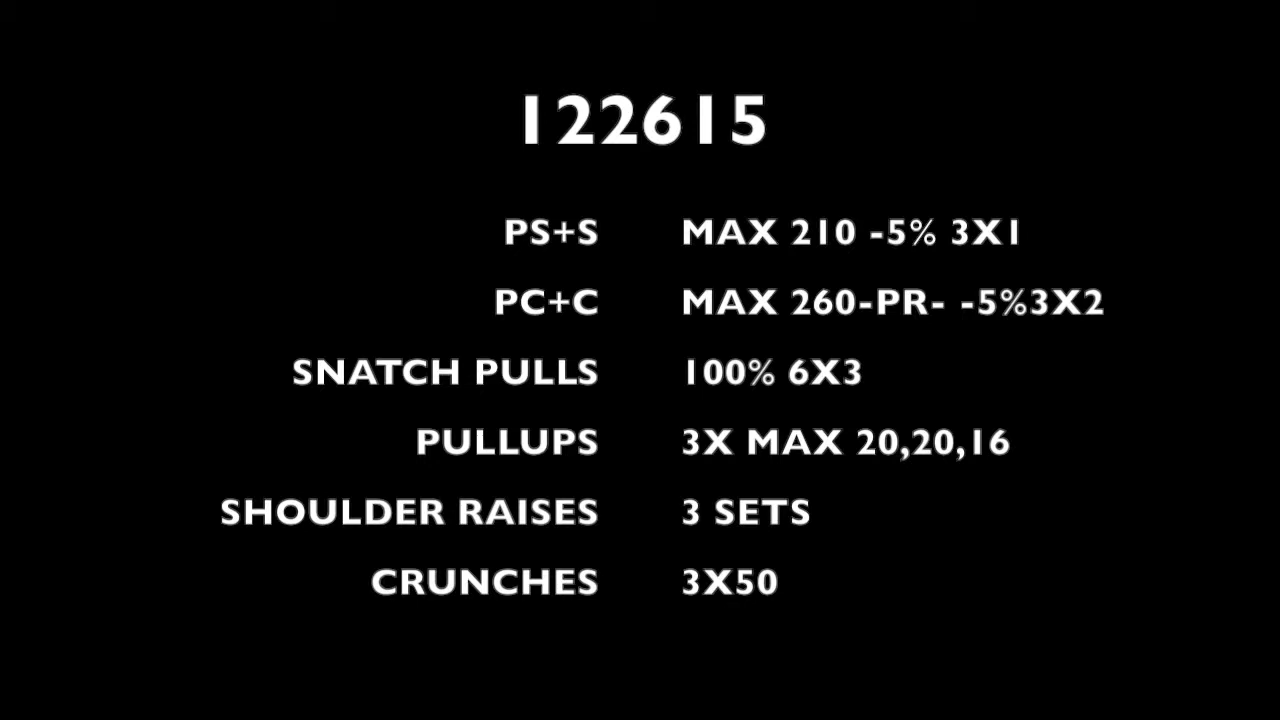 122615
PS+S MAX 210 -5% 3X1
PC+C MAX 260-PR- -5%3X2
SNATCH PULLS 100% 6X3
PULLUPS 3X MAX 20,20,16
SHOULDER RAISES 3 SETS
CRUNCHES 3X50